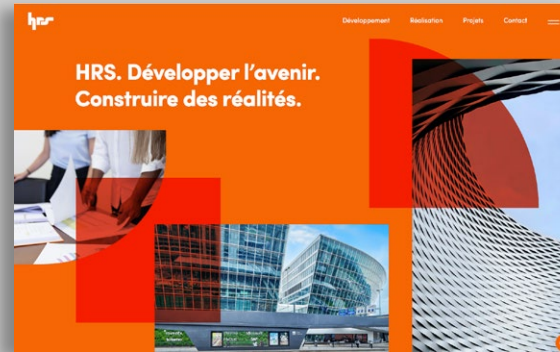 hrs
Développement Réalisation Projets Contact
HRS. Développer l’avenir.
Construire des réalités.